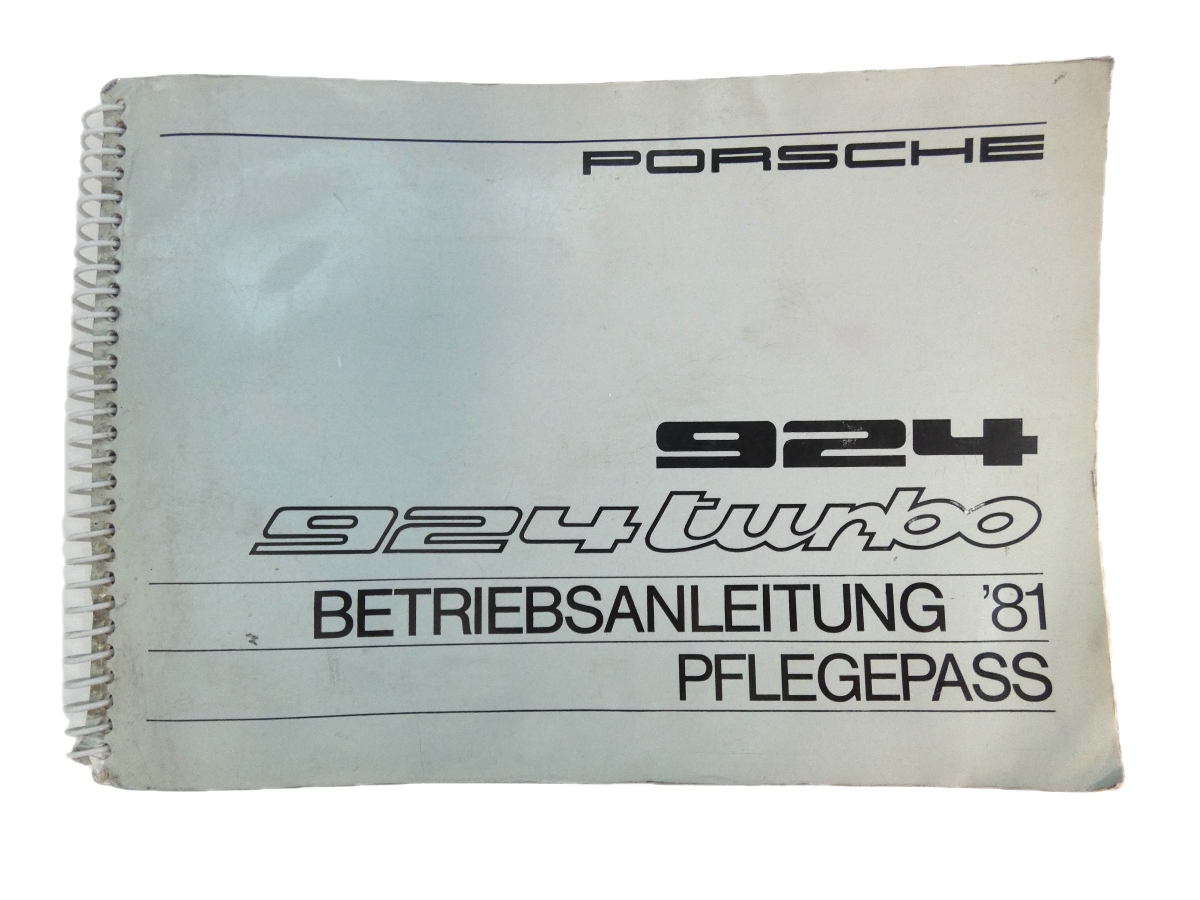 PORSCHE
924
924 turbo
BETRIEBSANLEITUNG '81
PFLEGEPASS